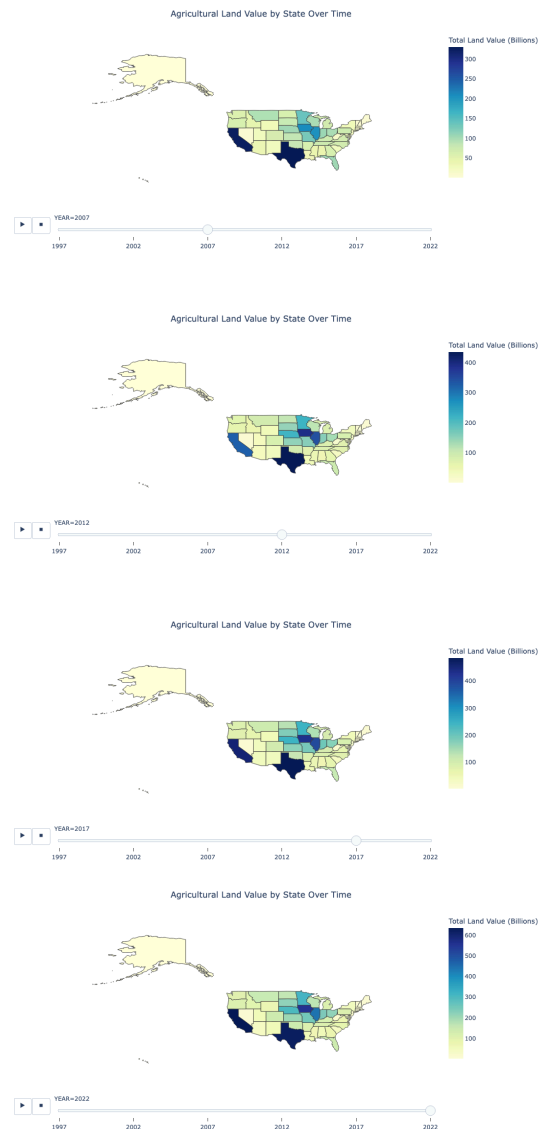 Agricultural Land Value by State Over Time
Total Land Value (Billions)
300
250
200
150
100
50
YEAR=2007
1997 2002 2007 2012 2017 2022
Agricultural Land Value by State Over Time
Total Land Value (Billions)
400
300
200
100
YEAR=2012
1997 2002 2007 2012 2017 2022
Agricultural Land Value by State Over Time
Total Land Value (Billions)
400
300
200
100
YEAR=2017
1997 2002 2007 2012 2017 2022
Agricultural Land Value by State Over Time
Total Land Value (Billions)
600
500
400
300
200
100
YEAR=2022
1997 2002 2007 2012 2017 2022